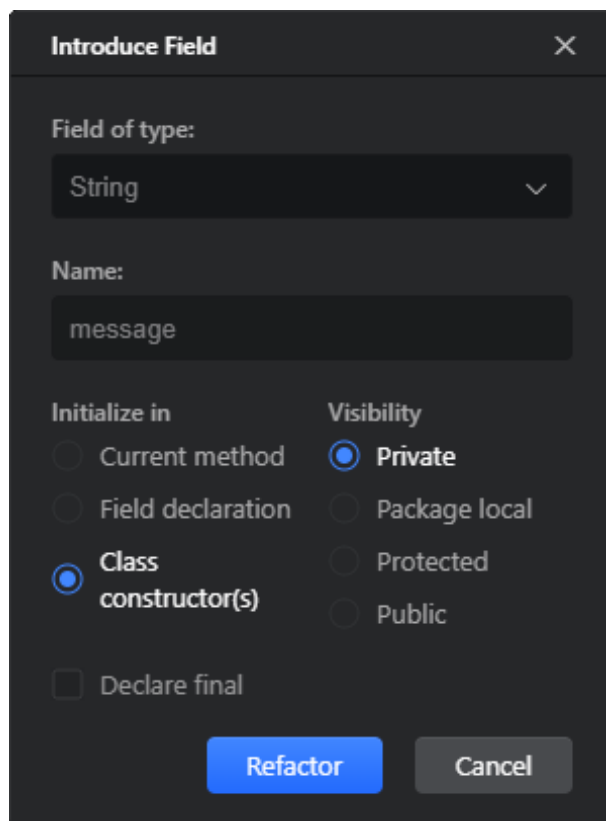 Introduce Field
Field of type:
String
Name:
message
Initialize in
Current method
Field declaration
Class
constructor(s)
Visibility
Private
Package local
Protected
Public
Declare final
Refactor
Cancel